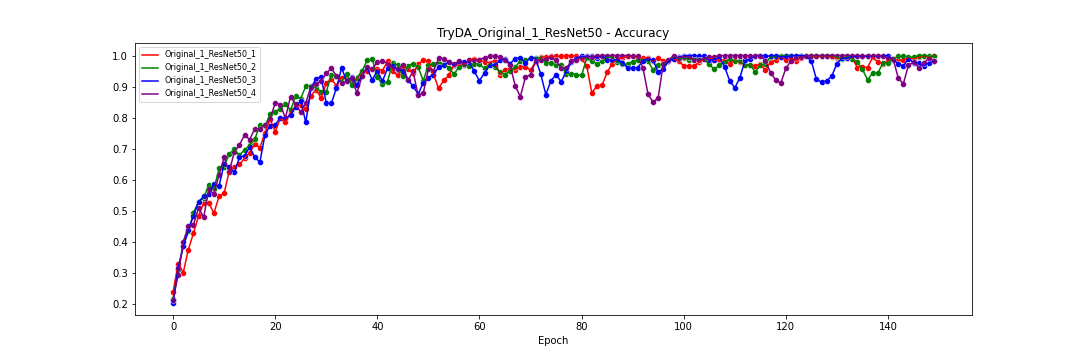 TryDA_Original_1_ResNet50 - Accuracy
Original_1_ResNet50_1
Original_1_ResNet50_2
Original_1_ResNet50_3
Original_1_ResNet50_4
1.0
0.9
0.8
0.7
0.6
0.5
0.4
0.3
0.2
0 20 40 60 80 100 120 140
Epoch